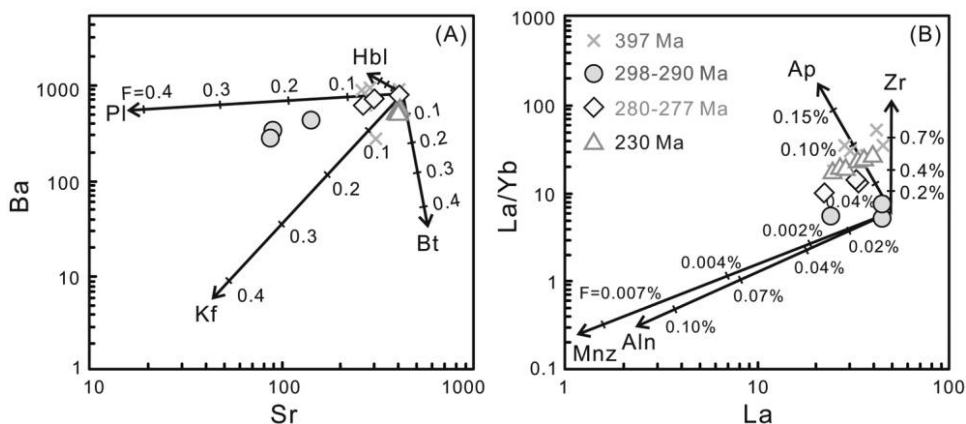 (A)
Hbl
1000
F=0.4
0.3
0.2
0.1
Pl
0.1
0.1
0.2
0.2
0.3
0.3
0.4
Bt
0.4
Kf
100
10
1
Ba
10
100
1000
Sr
(B)
397 Ma
298-290 Ma
280-277 Ma
230 Ma
Ap
Zr
0.15%
0.10%
0.7%
0.4%
0.2%
0.04%
0.002%
0.02%
0.004%
0.04%
F=0.007%
0.07%
0.10%
Mnz
Aln
1000
100
10
1
0.1
La/Yb
1
10
100
La